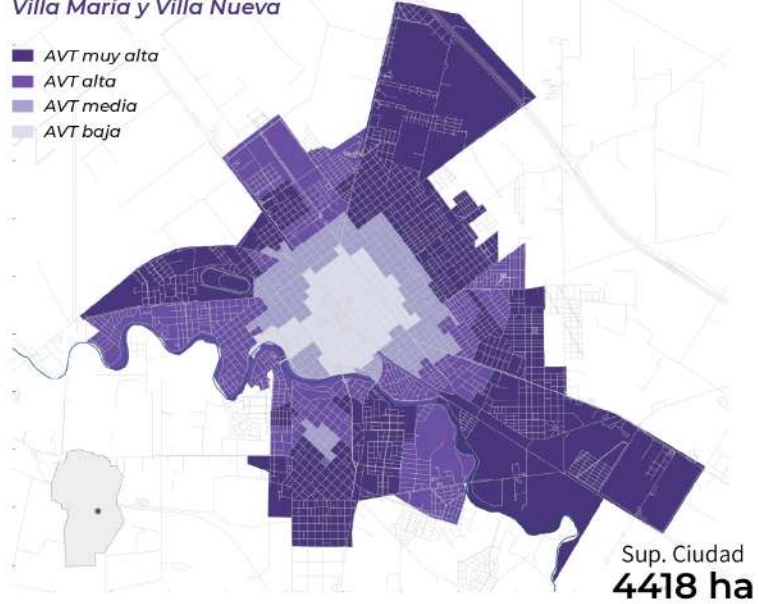 Villa María y Villa Nueva
AVT muy alta
AVT alta
AVT media
AVT baja
Sup. Ciudad
4418 ha